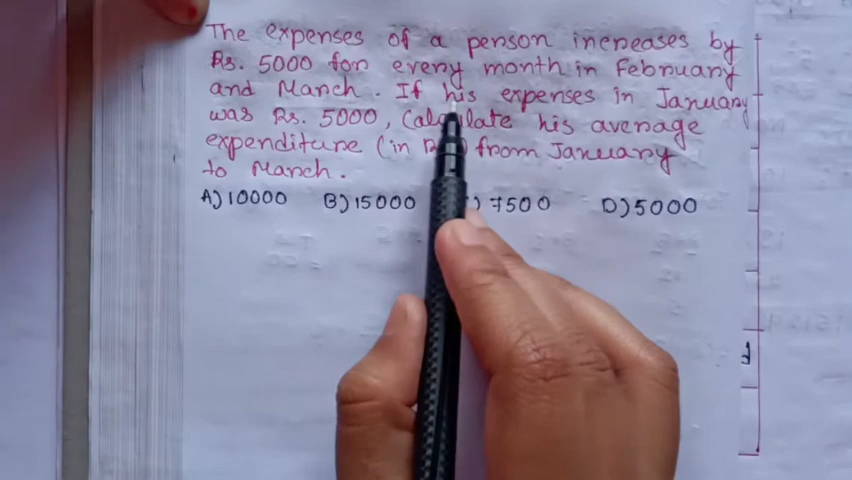 The expenses of a person increases by
Rs. 5000 for every month in February
and March. If his expenses in January
was Rs. 5000, Calculate his average
expenditure (in from January
to March.
A) 10000 B) 15000 ) 7500 D) 5000